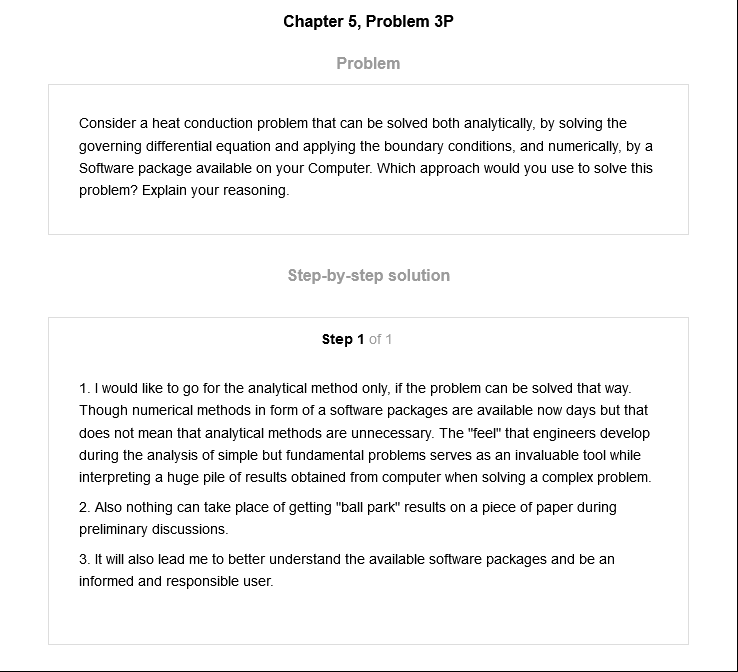 Chapter 5, Problem 3P
Problem
Consider a heat conduction problem that can be solved both analytically, by solving the
governing differential equation and applying the boundary conditions, and numerically, by a
Software package available on your Computer. Which approach would you use to solve this
problem? Explain your reasoning.
Step-by-step solution
Step 1 of 1
1. I would like to go for the analytical method only, if the problem can be solved that way.
Though numerical methods in form of a software packages are available now days but that
does not mean that analytical methods are unnecessary. The "feel" that engineers develop
during the analysis of simple but fundamental problems serves as an invaluable tool while
interpreting a huge pile of results obtained from computer when solving a complex problem.
2. Also nothing can take place of getting "ball park" results on a piece of paper during
preliminary discussions.
3. It will also lead me to better understand the available software packages and be an
informed and responsible user.